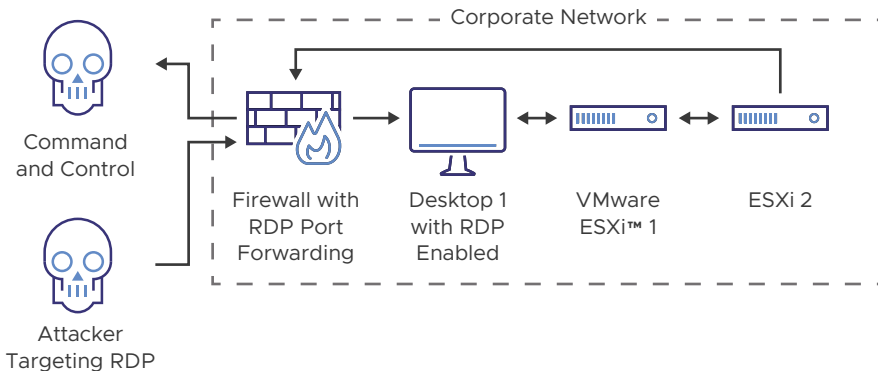 Corporate Network
Command
and Control
Firewall with
RDP Port
Forwarding
Desktop 1
with RDP
Enabled
VMware
ESXi™ 1
ESXi 2
Attacker
Targeting RDP